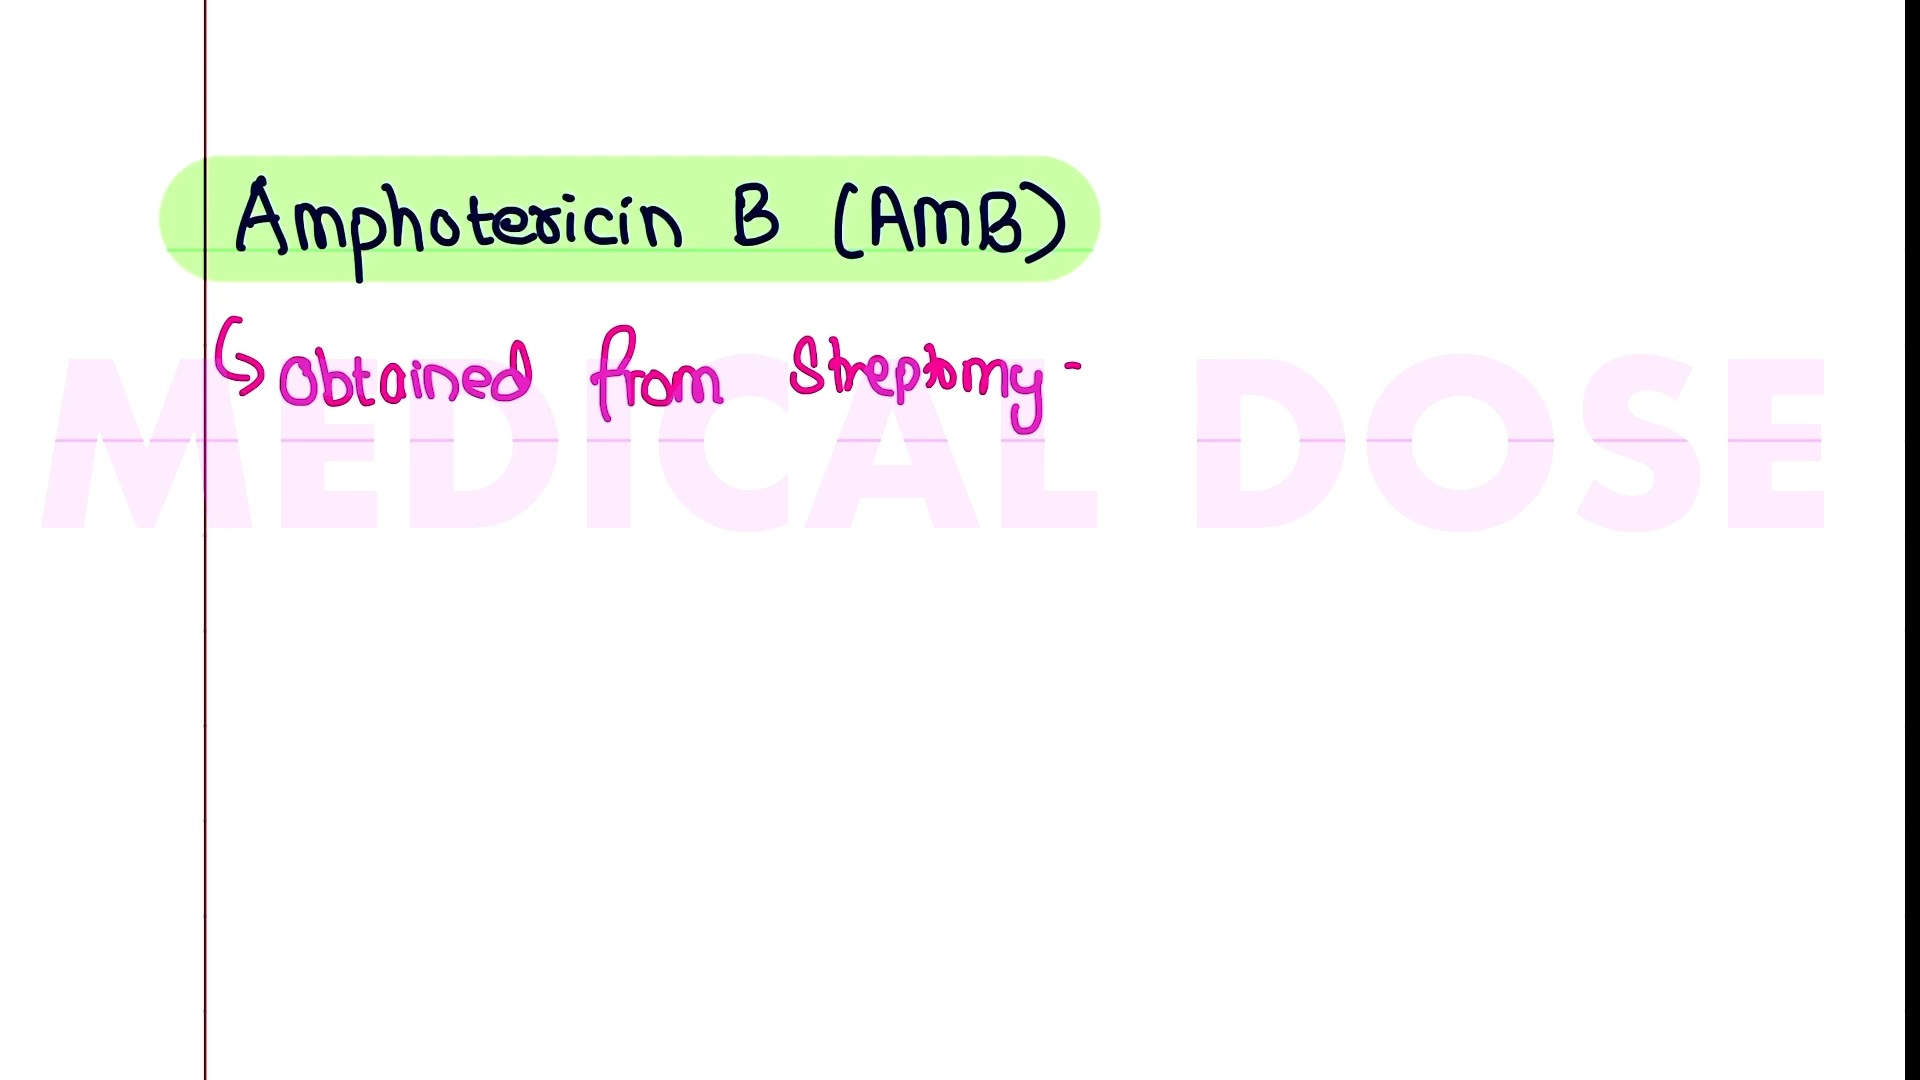 Amphotericin B (AmB)
↳ Obtained from Streptomy-
MEDICAL DOSE